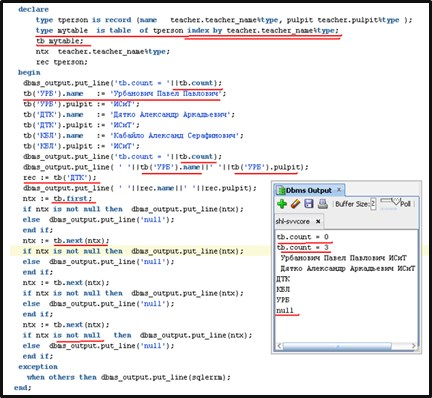 declare
type tperson is record (name teacher.teacher_name%type, pulpit teacher.pulpit%type );
type mytable is table of tperson index by teacher.teacher_name%type;
tb mytable;
ntx teacher.teacher_name%type;
rec tperson;
begin
dbms_output.put_line('tb.count = '||tb.count);
tb('УРБ').name := 'Урбанович Павел Павлович';
tb('УРБ').pulpit := 'ИСиТ';
tb('ДТК').name := 'Дятко Александр Аркадьевич';
tb('ДТК').pulpit := 'ИСиТ';
tb('КБЛ').name := 'Кабайло Александ Серафинович';
tb('КБЛ').pulpit := 'ИСиТ';
dbms_output.put_line('tb.count = '||tb.count);
dbms_output.put_line( ' '||tb('УРБ').name||' '||tb('УРБ').pulpit);
rec := tb('ДТК');
dbms_output.put_line( ' '||rec.name||' '||rec.pulpit);
ntx := tb.first;
if ntx is not null then dbms_output.put_line(ntx);
else dbms_output.put_line('null');
end if;
ntx := tb.next(ntx);
if ntx is not null then dbms_output.put_line(ntx);
else dbms_output.put_line('null');
end if;
ntx := tb.next(ntx);
if ntx is not null then dbms_output.put_line(ntx);
else dbms_output.put_line('null');
end if;
ntx := tb.next(ntx);
if ntx is not null then dbms_output.put_line(ntx);
else dbms_output.put_line('null');
end if;
exception
when others then dbms_output.put_line(sqlerrm);
end;
Dbms Output
Buffer Size: 2 Poll
shl-svvcore
tb.count = 0
tb.count = 3
Урбанович Павел Павлович ИСиТ
Дятко Александр Аркадьевич ИСиТ
ДТК
КБЛ
УРБ
null